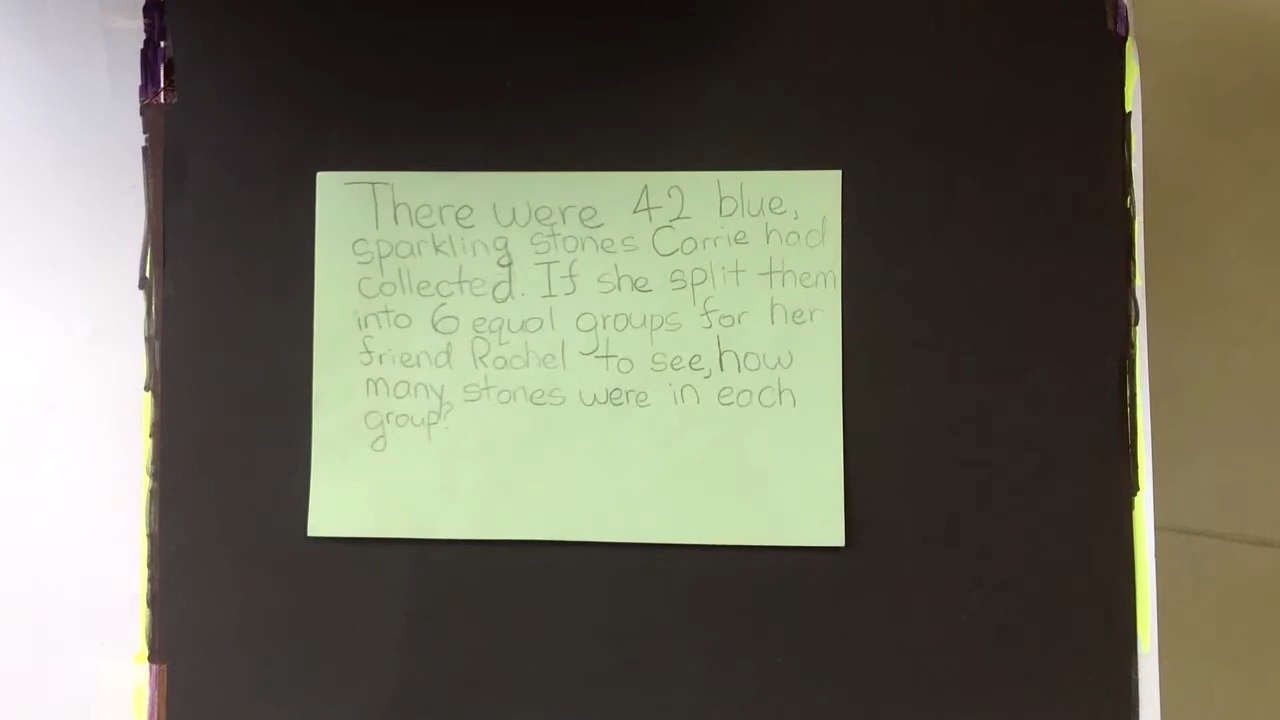 There were 42 blue,
sparkling stones Carrie had
collected. If she split them
into 6 equal groups for her
friend Rachel to see, how
many stones were in each
group?